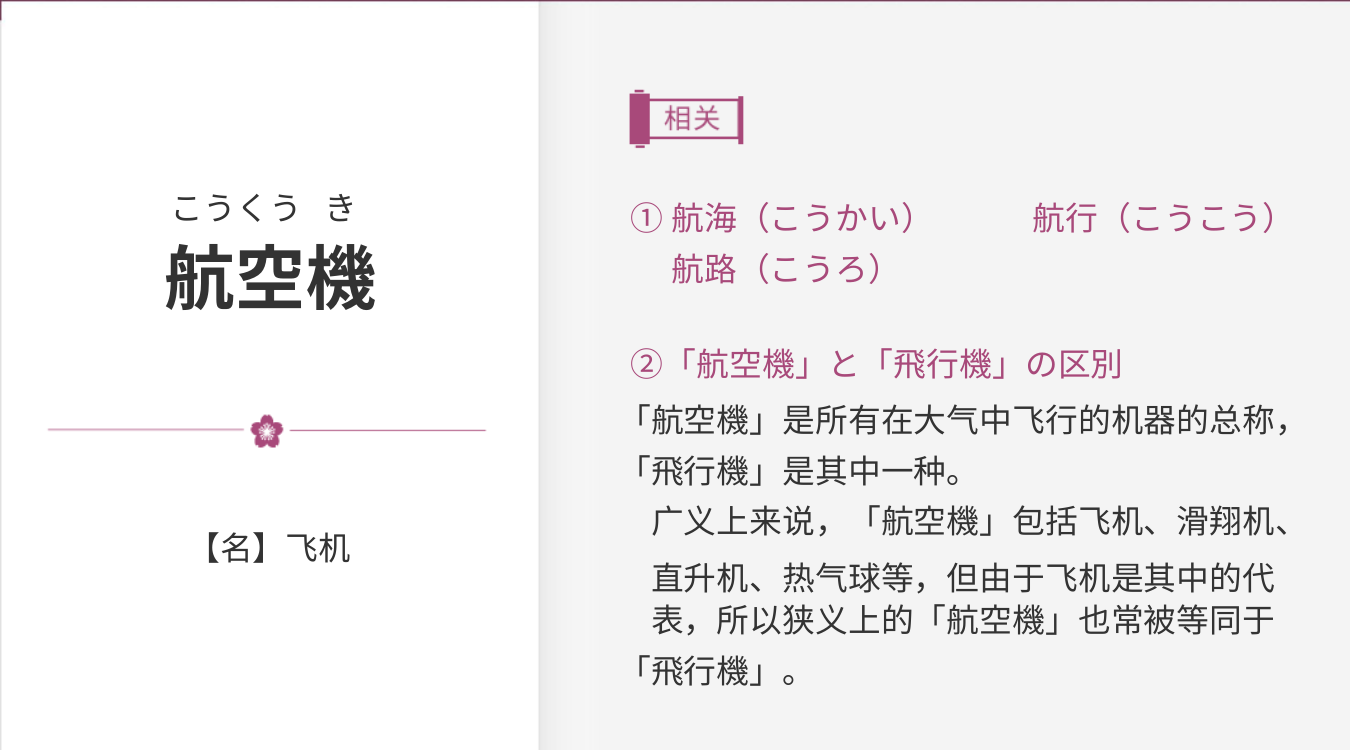 こうくう き
航空機
【名】飞机
相关
① 航海（こうかい） 航行（こうこう）
航路（こうろ）
②「航空機」と「飛行機」の区別
「航空機」是所有在大气中飞行的机器的总称，
「飛行機」是其中一种。
广义上来说，「航空機」包括飞机、滑翔机、
直升机、热气球等，但由于飞机是其中的代
表，所以狭义上的「航空機」也常被等同于
「飛行機」。